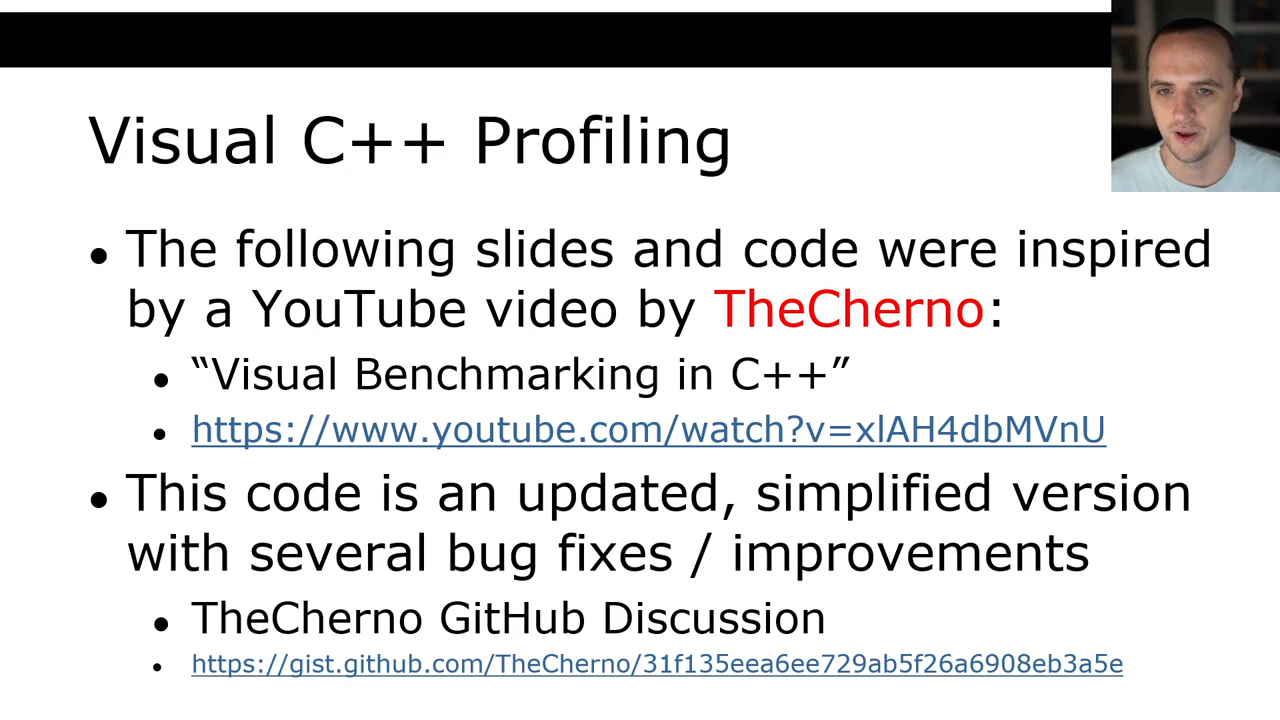 Visual C++ Profiling
The following slides and code were inspired
by a YouTube video by TheCherno:
“Visual Benchmarking in C++”
https://www.youtube.com/watch?v=xlAH4dbMVnU
This code is an updated, simplified version
with several bug fixes / improvements
TheCherno GitHub Discussion
https://gist.github.com/TheCherno/31f135eea6ee729ab5f26a6908eb3a5e